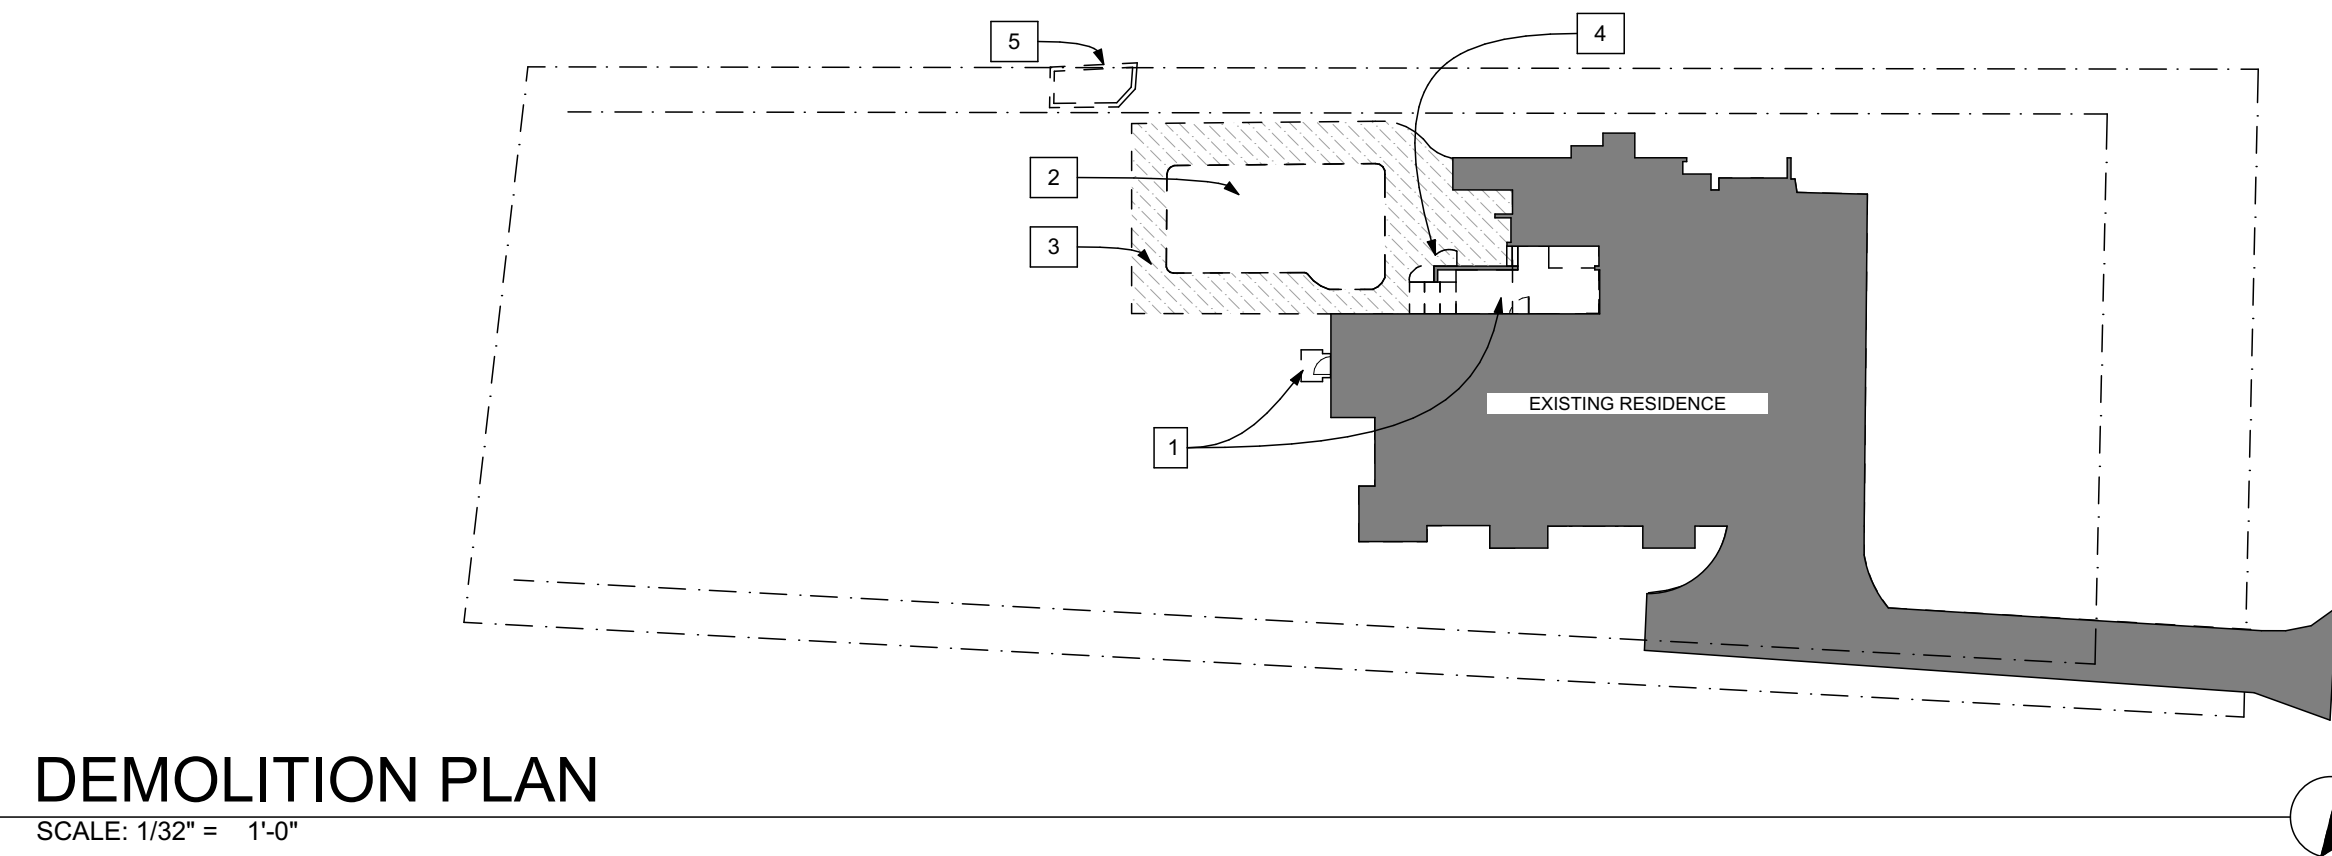 5
4
2
3
EXISTING RESIDENCE
1
DEMOLITION PLAN
SCALE: 1/32" = 1'-0"